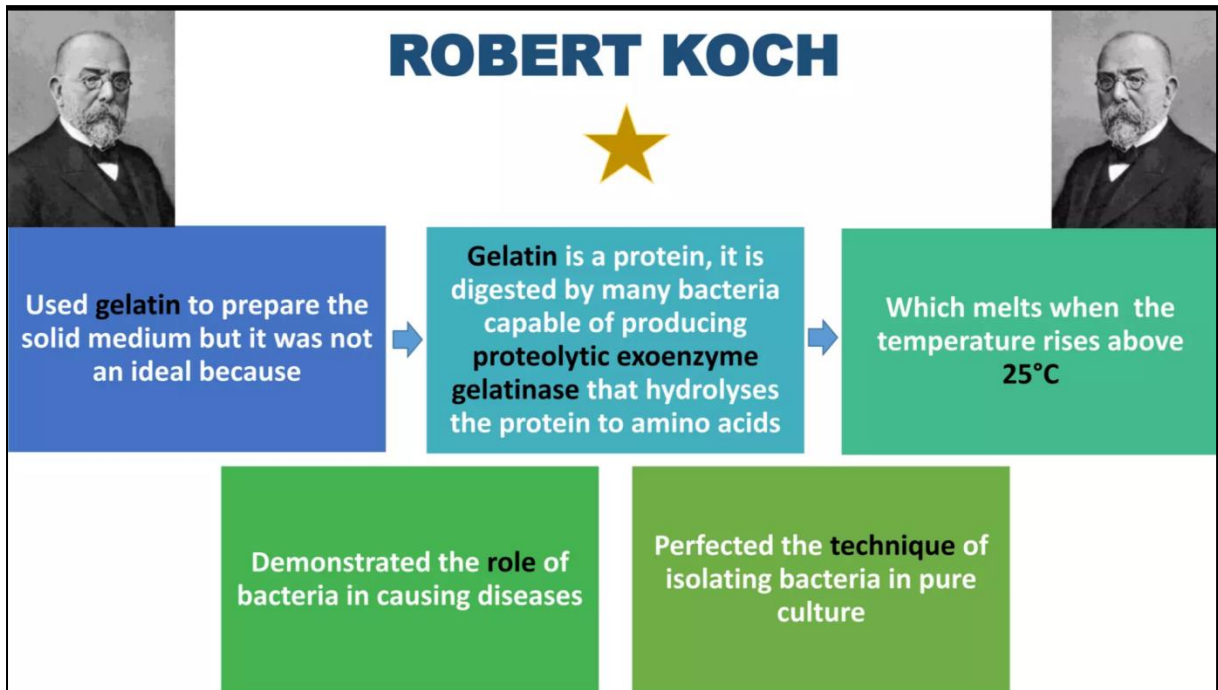 ROBERT KOCH
Used gelatin to prepare the
solid medium but it was not
an ideal because
Gelatin is a protein, it is
digested by many bacteria
capable of producing
proteolytic exoenzyme
gelatinase that hydrolyses
the protein to amino acids
Which melts when the
temperature rises above
25°C
Demonstrated the role of
bacteria in causing diseases
Perfected the technique of
isolating bacteria in pure
culture